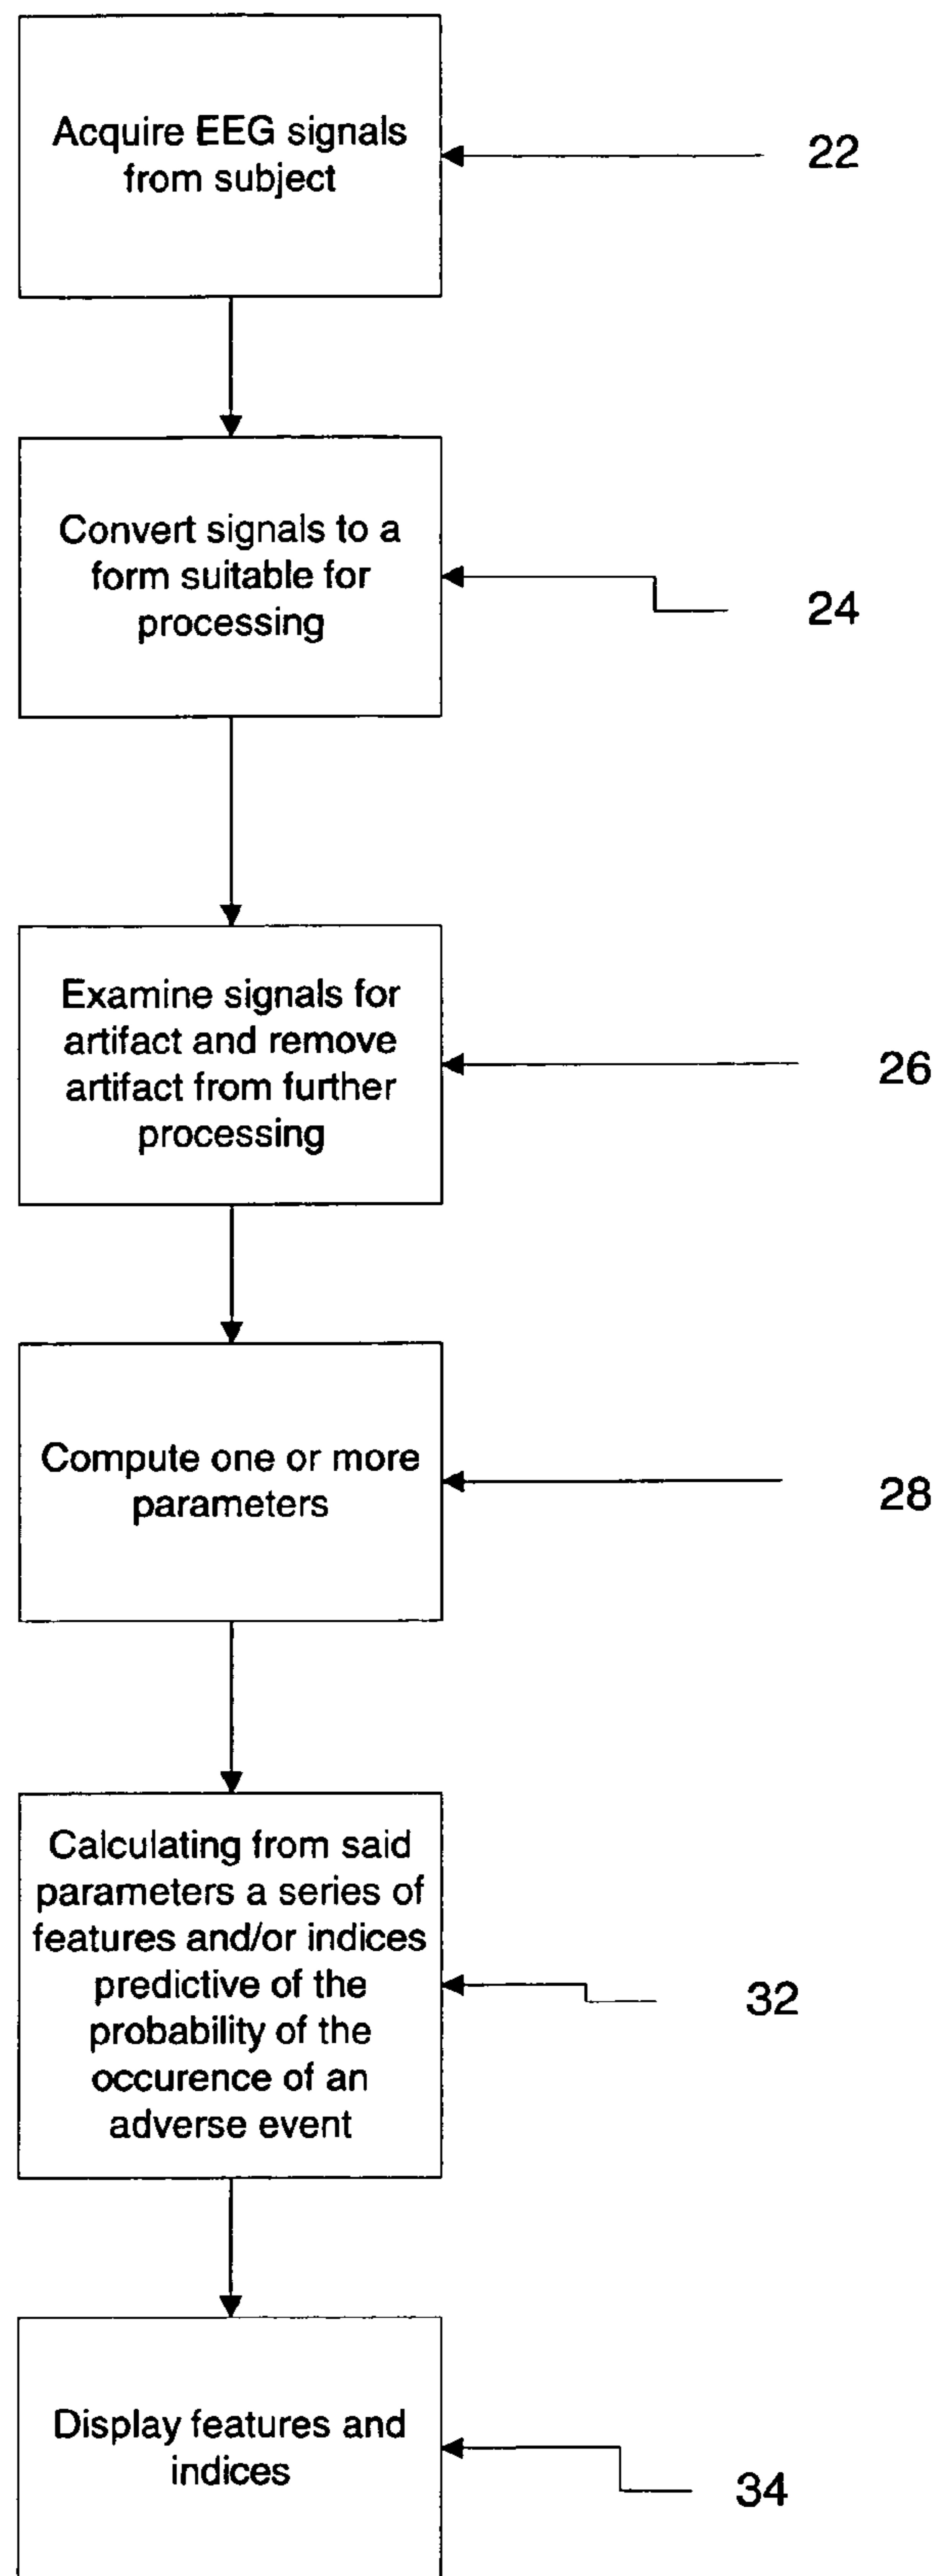 Acquire EEG signals
from subject
22
Convert signals to a
form suitable for
processing
24
Examine signals for
artifact and remove
artifact from further
processing
26
Compute one or more
parameters
28
Calculating from said
parameters a series of
features and/or indices
predictive of the
probability of the
occurence of an
adverse event
32
Display features and
indices
34